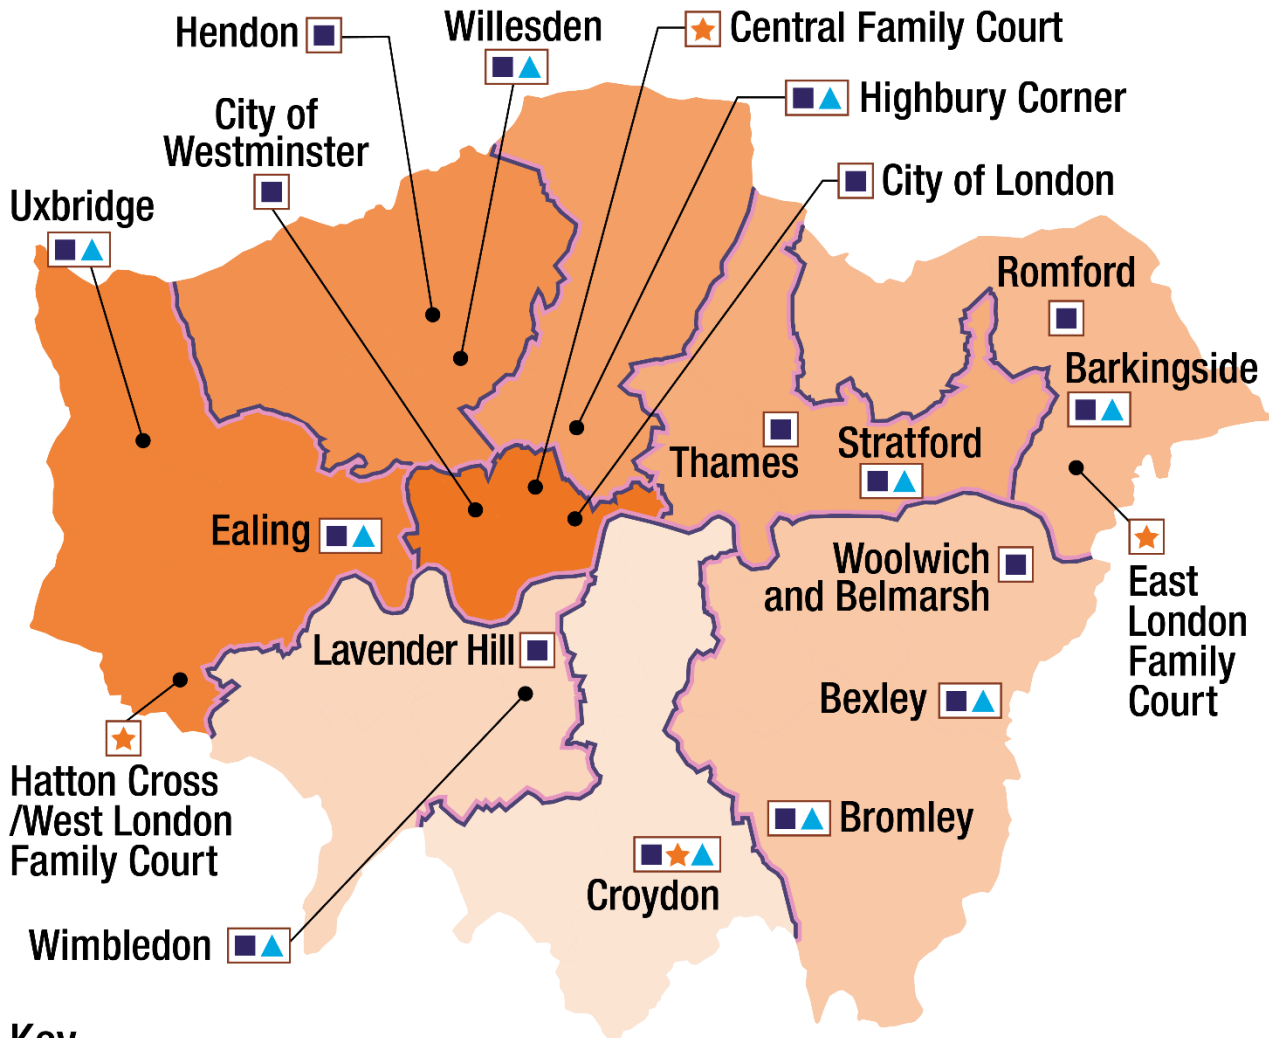 Hendon
Willesden
Central Family Court
City of
Westminster
Highbury Corner
City of London
Uxbridge
Romford
Barkingside
Thames
Stratford
Ealing
Woolwich
and Belmarsh
East
London
Family
Court
Lavender Hill
Bexley
Hatton Cross
/West London
Family Court
Bromley
Croydon
Wimbledon
Key